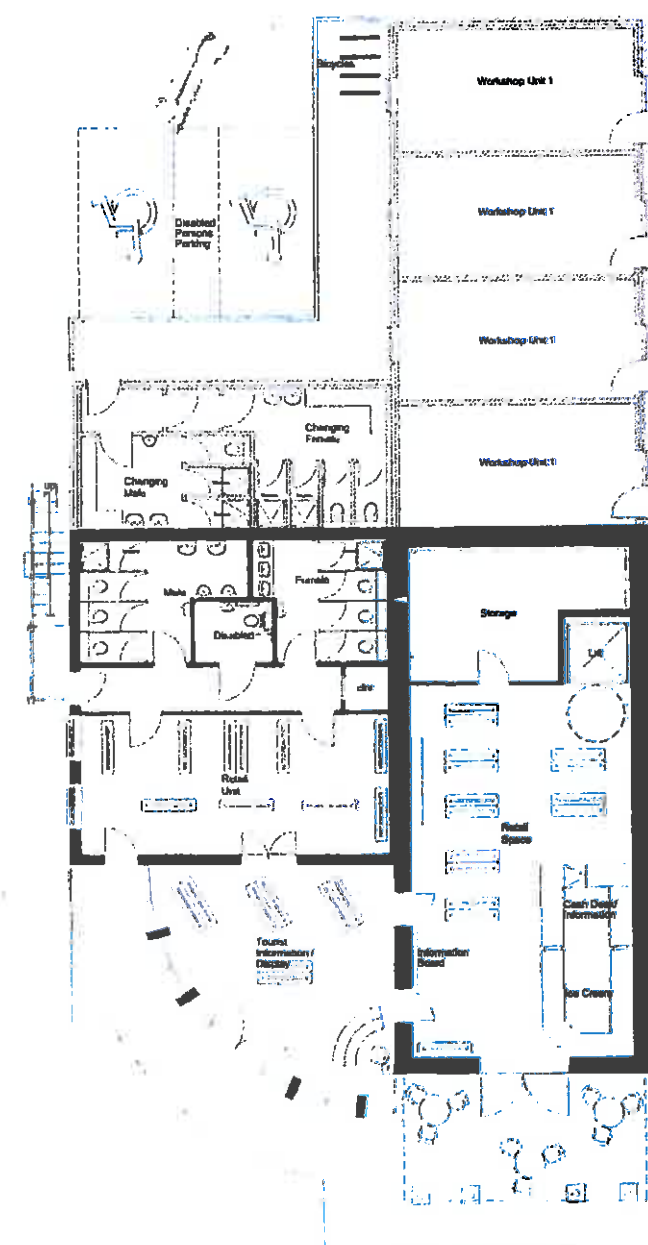 Bicycles
Workshop Unit 1
Workshop Unit 1
Disabled
Persons
Parking
Workshop Unit 1
Changing
Female
Workshop Unit 1
Changing
Male
up
Male
Female
Storage
Disabled
Lift
Retail
Unit
Retail
Space
Cash Desk/
Information
Tourist
Information /
Display
Information
Board
Ice Cream